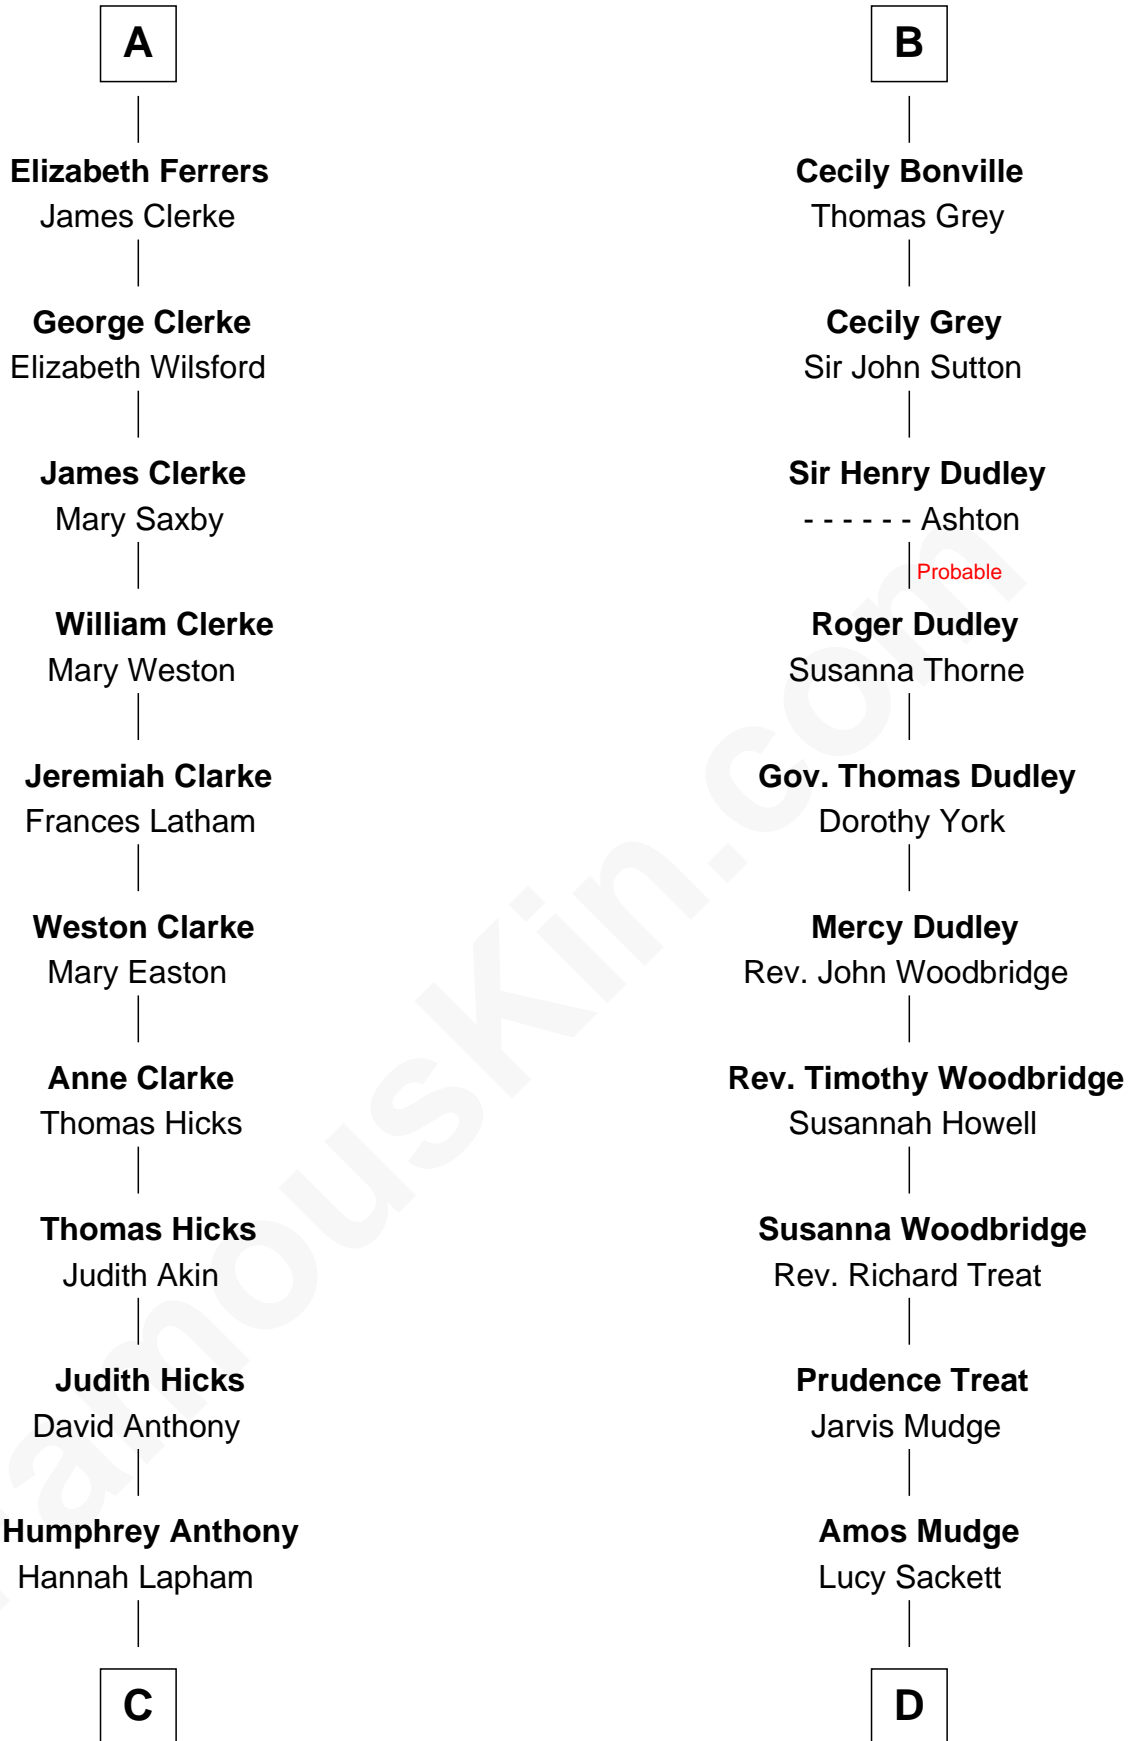 A
Elizabeth Ferrers
James Clerke
George Clerke
Elizabeth Wilsford
James Clerke
Mary Saxby
William Clerke
Mary Weston
Jeremiah Clarke
Frances Latham
Weston Clarke
Mary Easton
Anne Clarke
Thomas Hicks
Thomas Hicks
Judith Akin
Judith Hicks
David Anthony
Humphrey Anthony
Hannah Lapham
C
B
Cecily Bonville
Thomas Grey
Cecily Grey
Sir John Sutton
Sir Henry Dudley
- - - - - - Ashton
Probable
Roger Dudley
Susanna Thorne
Gov. Thomas Dudley
Dorothy York
Mercy Dudley
Rev. John Woodbridge
Rev. Timothy Woodbridge
Susannah Howell
Susanna Woodbridge
Rev. Richard Treat
Prudence Treat
Jarvis Mudge
Amos Mudge
Lucy Sackett
D
FamousKin.com